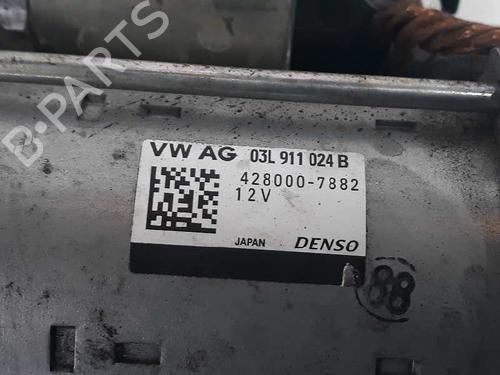 B-PARTS
VW AG 03L 911 024 B
428000-7882
12V
JAPAN DENSO
88